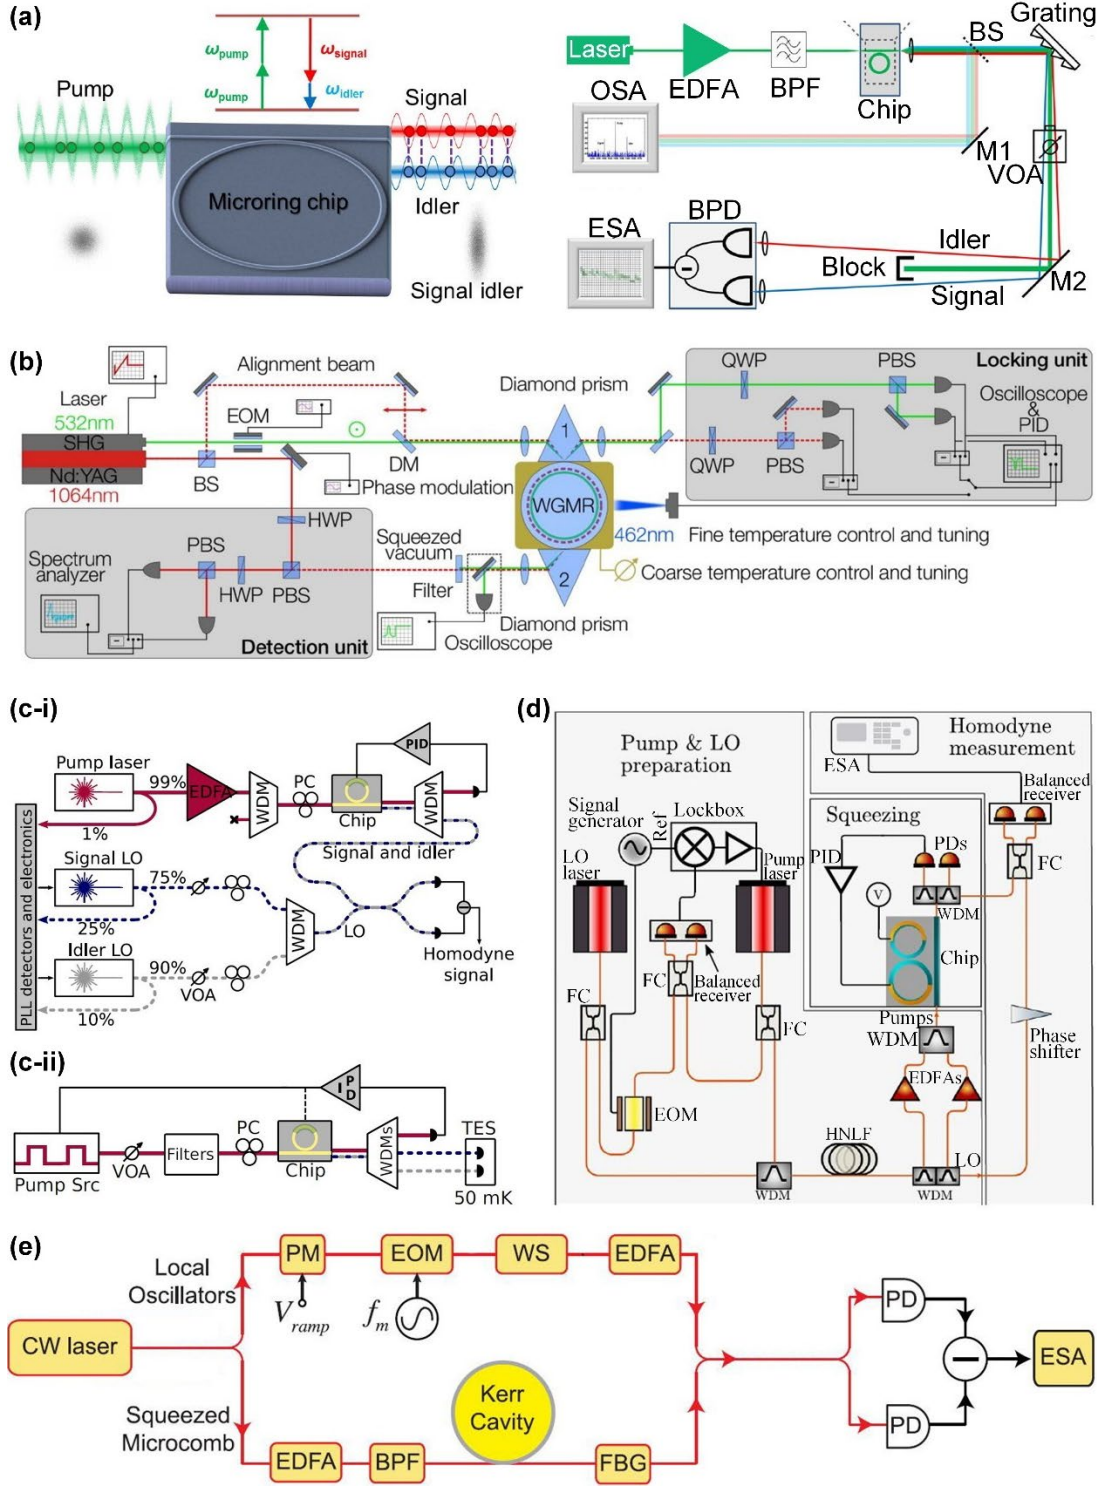 (a)
ωpump
ωpump
ωsignal
ωidler
Pump
Signal
Microring chip
Idler
Signal idler
Laser
EDFA
BPF
Chip
BS
Grating
OSA
M1
VOA
ESA
BPD
Idler
Block
Signal
M2
(b)
Alignment beam
Laser
532nm
SHG
Nd:YAG
1064nm
EOM
BS
DM
Phase modulation
Diamond prism
1
WGMR
2
Diamond prism
QWP
PBS
Locking unit
Oscilloscope
&
PID
QWP
PBS
462nm
Fine temperature control and tuning
Coarse temperature control and tuning
HWP
PBS
Spectrum
analyzer
HWP
PBS
Detection unit
Squeezed
vacuum
Filter
Oscilloscope
(c-i)
PLL detectors and electronics
Pump laser
99%
1%
EDFA
WDM
PC
Chip
PID
WDM
Signal and idler
Signal LO
75%
25%
Idler LO
90%
10%
VOA
WDM
LO
Homodyne
signal
(c-ii)
Pump Src
VOA
Filters
PC
Chip
I P D
WDMs
TES
50 mK
(d)
Pump & LO
preparation
Signal
generator
Ref
Lockbox
LO
laser
Pump
laser
FC
FC
Balanced
receiver
FC
EOM
WDM
HNLF
Homodyne
measurement
ESA
Balanced
receiver
Squeezing
PID
PDs
FC
V
WDM
Chip
Pumps
WDM
Phase
shifter
EDFAs
LO
WDM
(e)
CW laser
Local
Oscillators
PM
EOM
WS
EDFA
Vramp
fm
Squeezed
Microcomb
EDFA
BPF
Kerr
Cavity
FBG
PD
PD
ESA